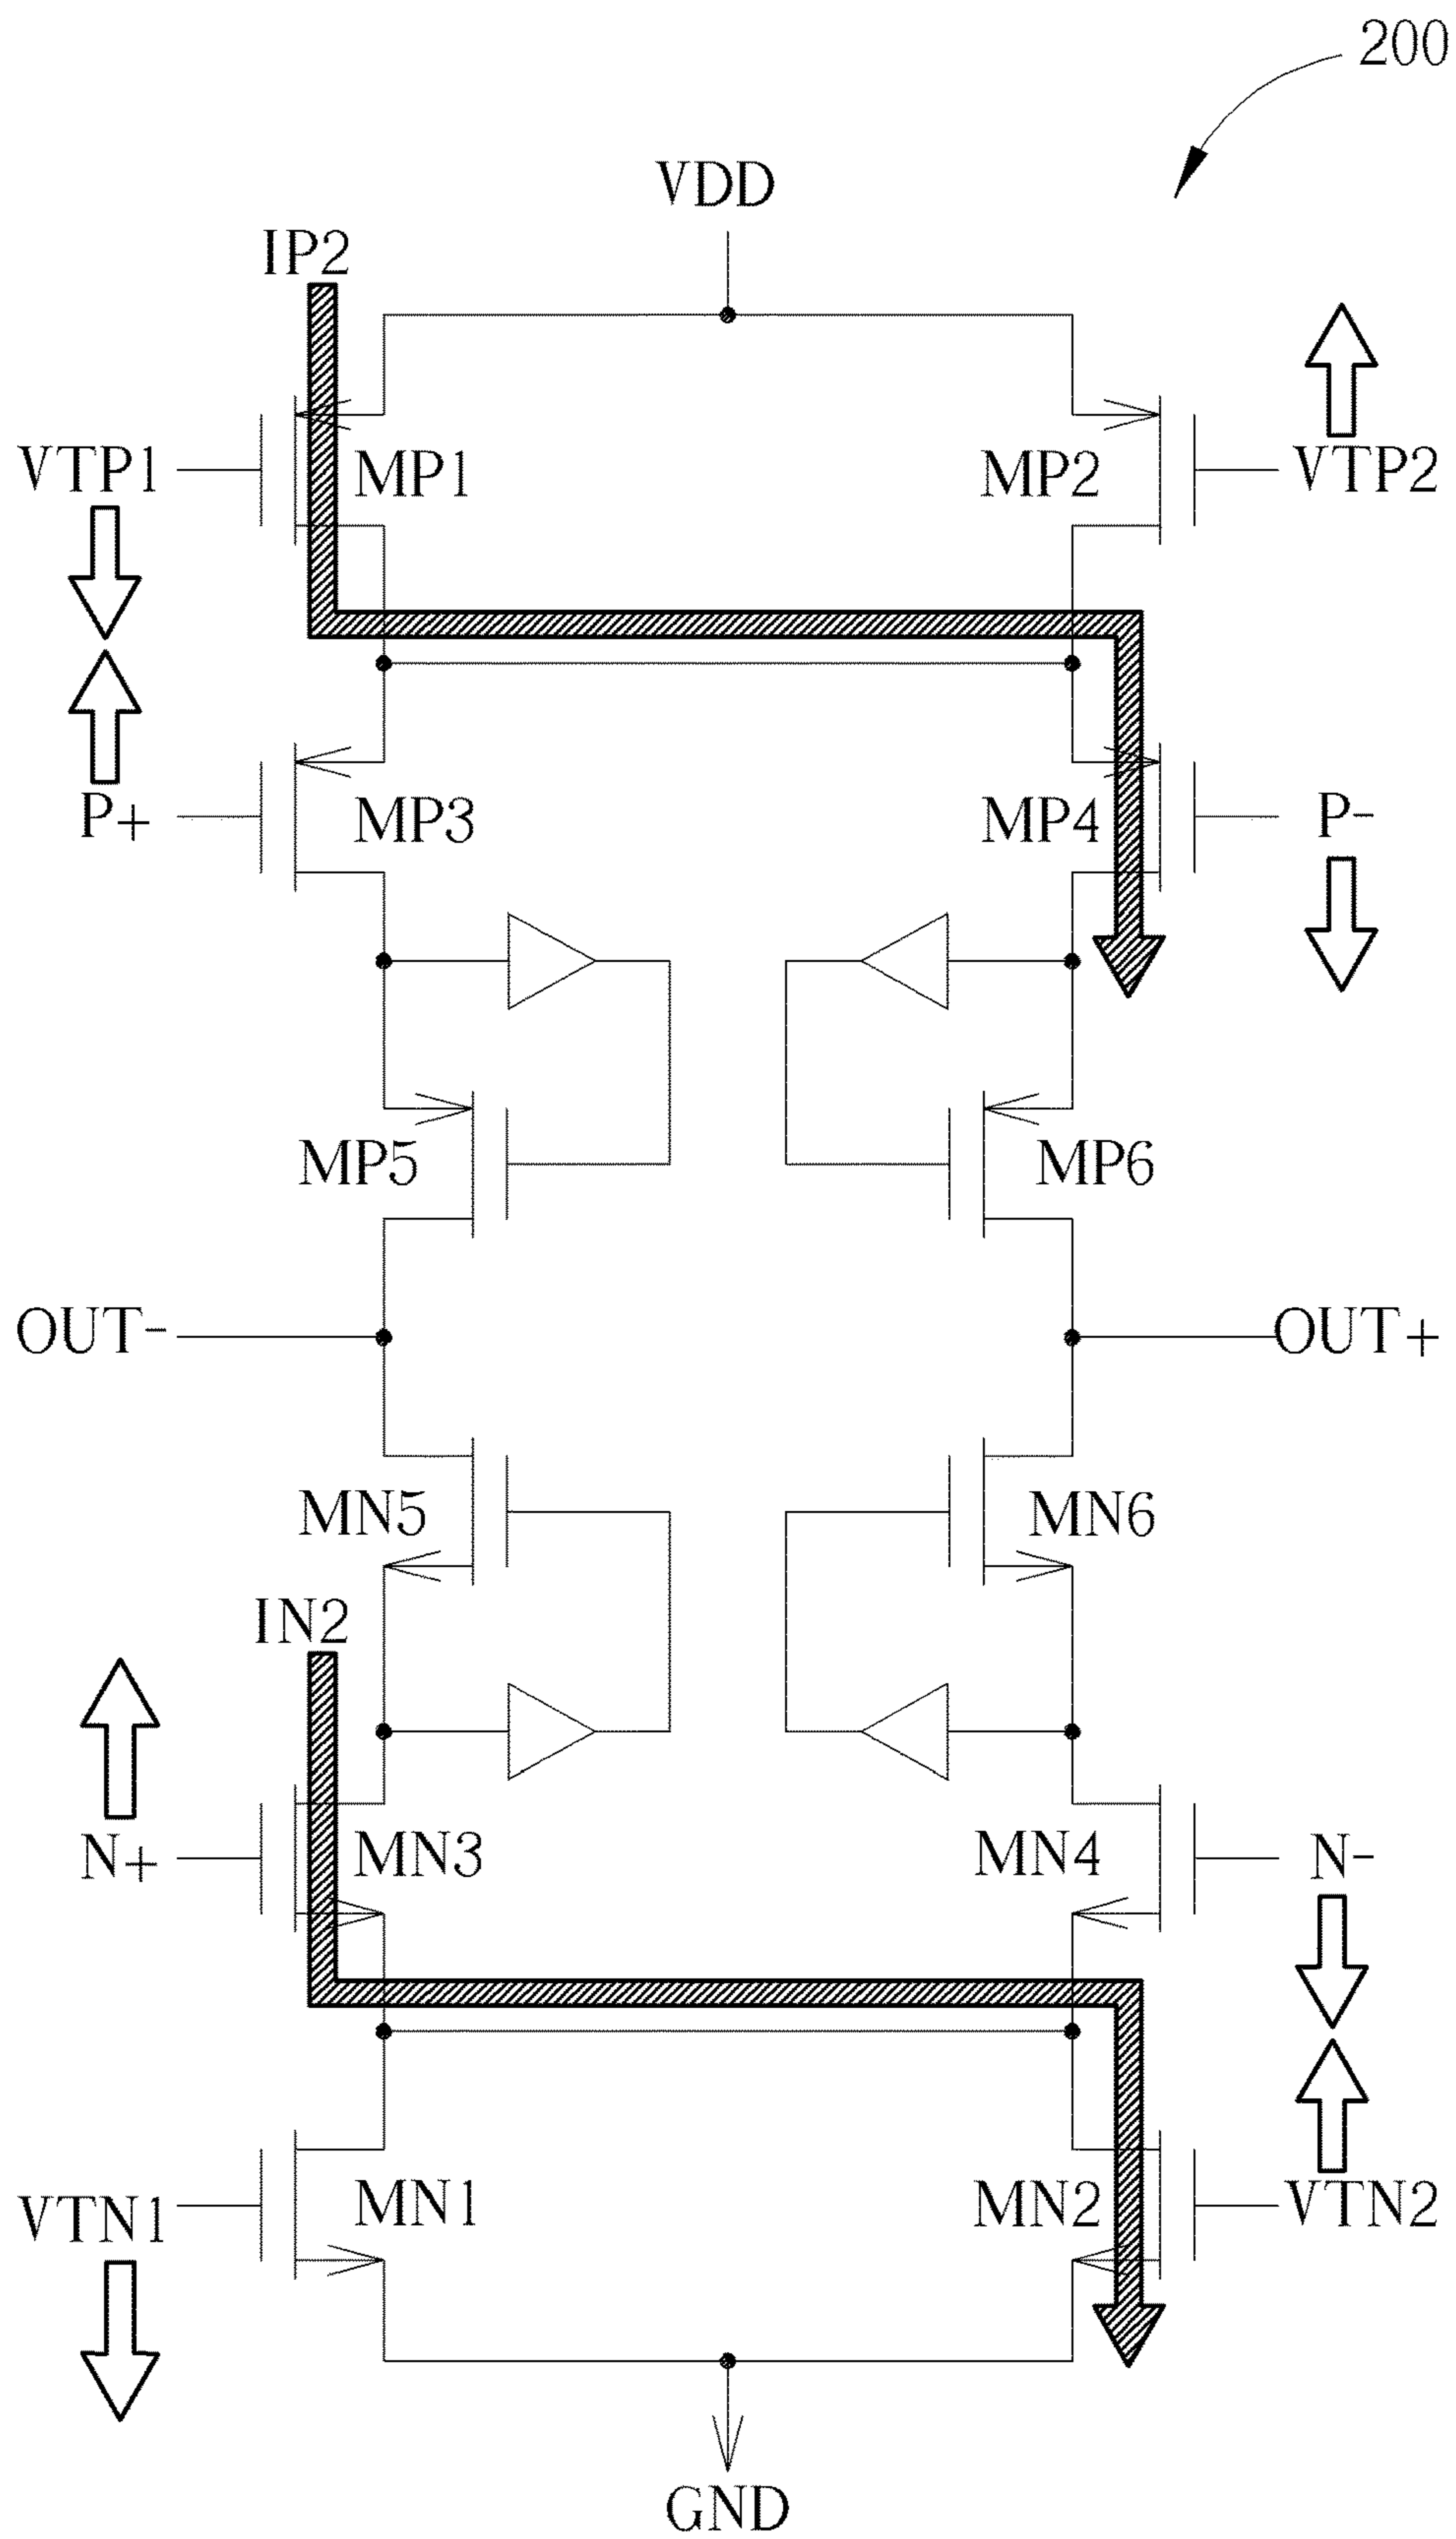 200
VDD
IP2
VTP1
MP1
MP2
VTP2
P+
MP3
MP4
P-
MP5
MP6
OUT-
OUT+
MN5
MN6
IN2
N+
MN3
MN4
N-
VTN1
MN1
MN2
VTN2
GND